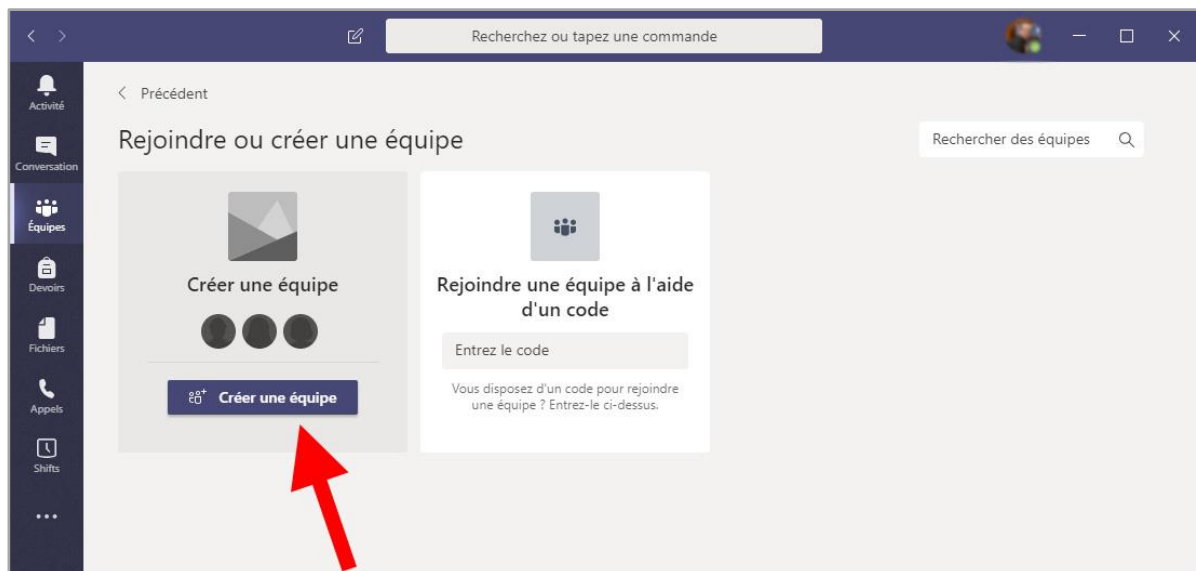 Recherchez ou tapez une commande
Activité
Conversation
Équipes
Devoirs
Fichiers
Appels
Shifts
Précédent
Rejoindre ou créer une équipe
Rechercher des équipes
Créer une équipe
Créer une équipe
Rejoindre une équipe à l'aide
d'un code
Entrez le code
Vous disposez d'un code pour rejoindre
une équipe ? Entrez-le ci-dessus.